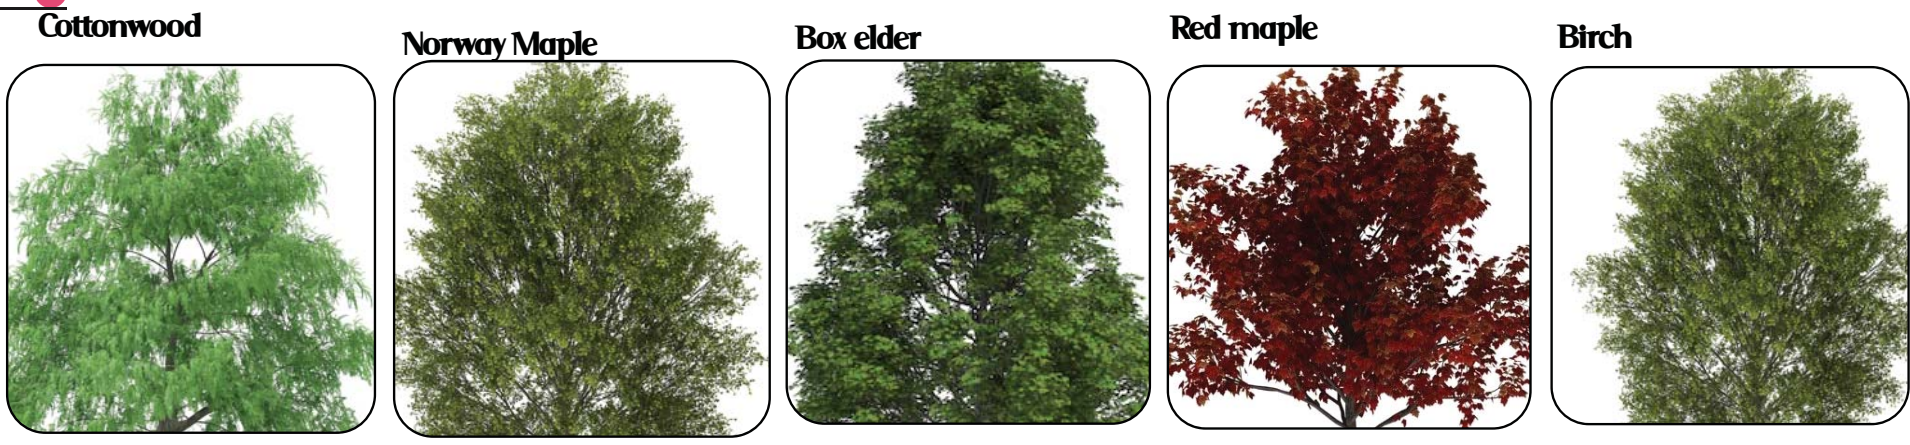 Cottonwood
Norway Maple
Box elder
Red maple
Birch